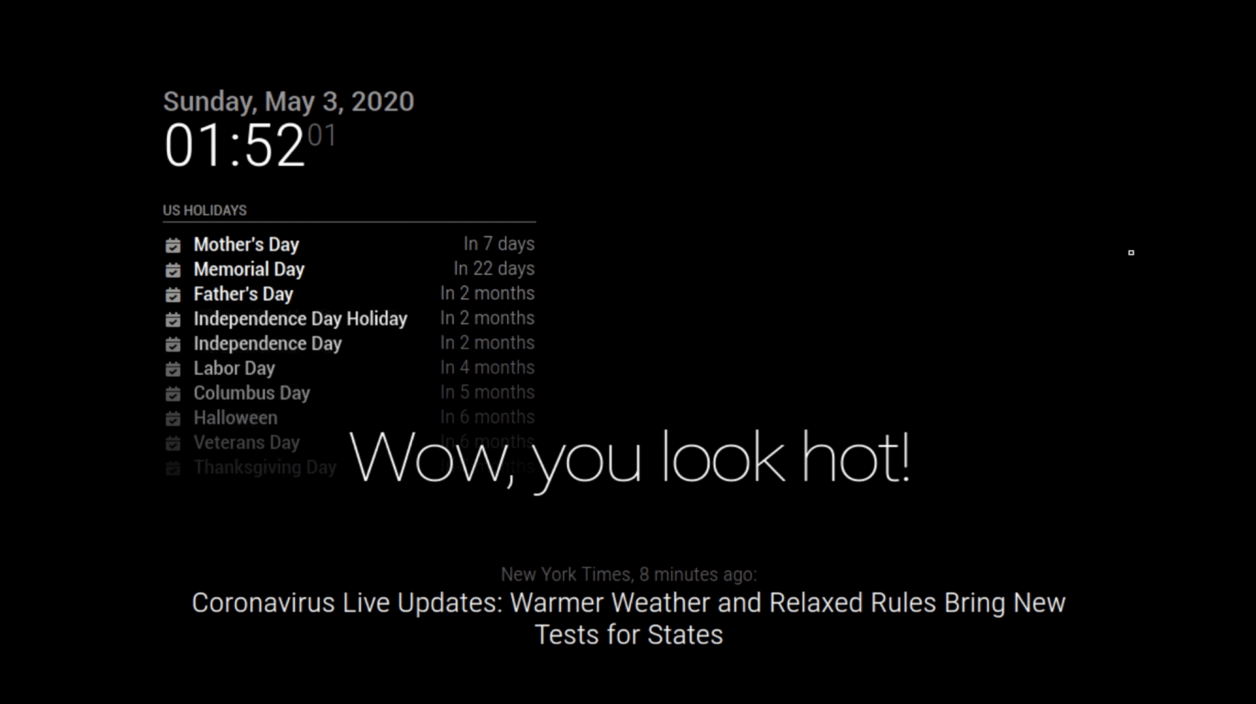 Sunday, May 3, 2020
01:52 01
US HOLIDAYS
Mother's Day In 7 days
Memorial Day In 22 days
Father's Day In 2 months
Independence Day Holiday In 2 months
Independence Day In 2 months
Labor Day In 4 months
Columbus Day In 5 months
Halloween In 6 months
Veterans Day In 6 months
Thanksgiving Day
Wow, you look hot!
New York Times, 8 minutes ago:
Coronavirus Live Updates: Warmer Weather and Relaxed Rules Bring New
Tests for States